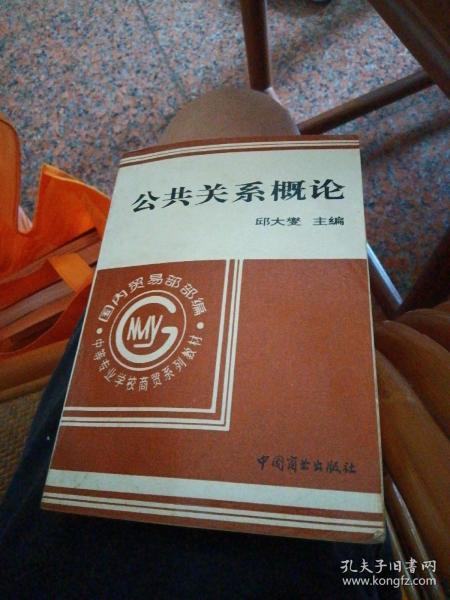 公共关系概论
邱大燮 主编
国内贸易部部编
GNMY
·中等专业学校商贸系列教材·
中国商业出版社
孔夫子旧书网
www.kongfz.com